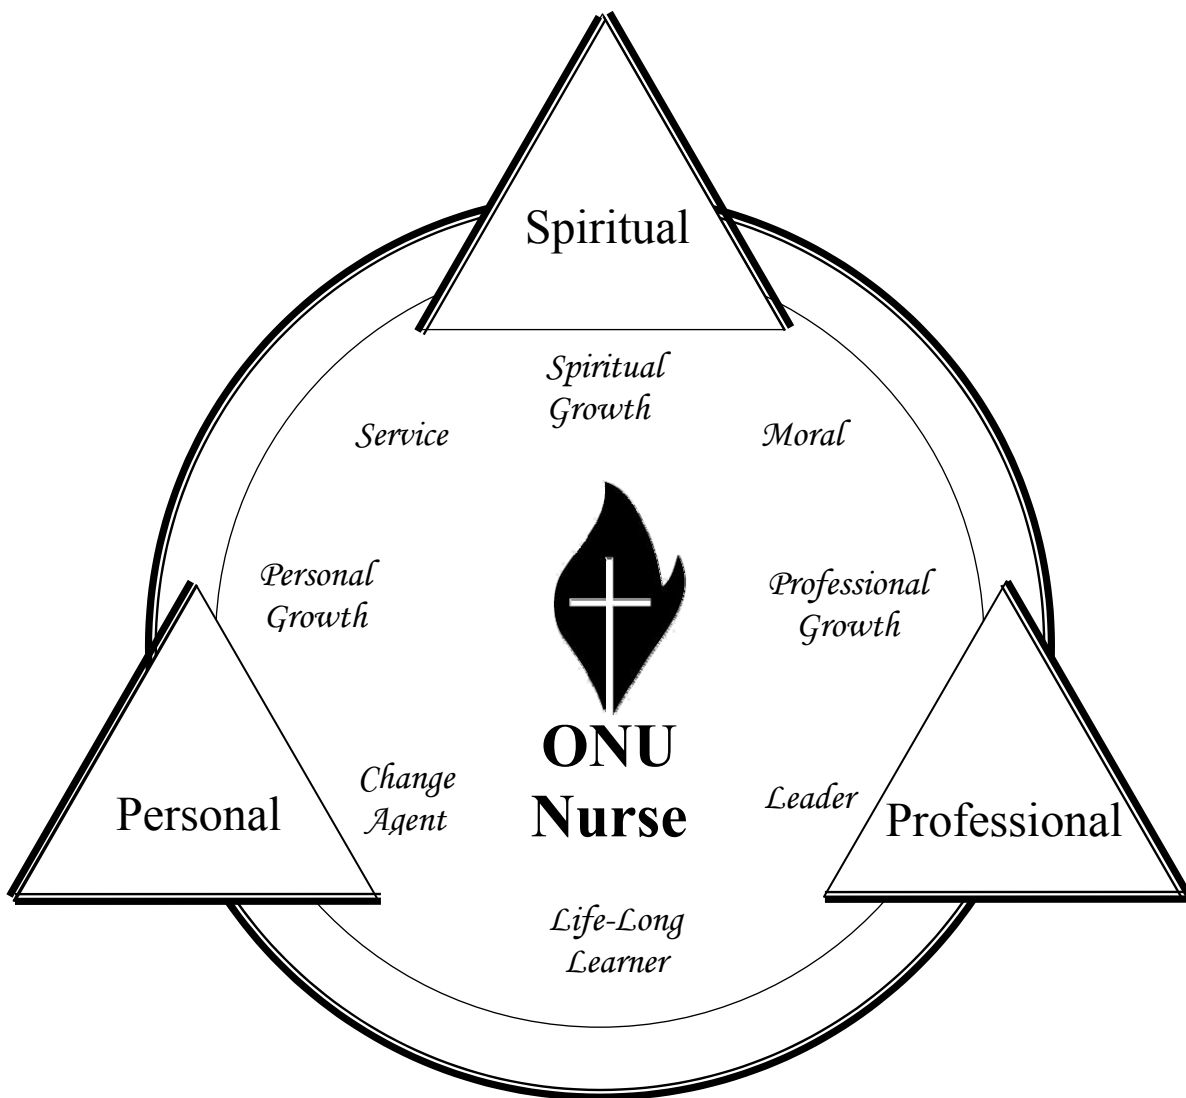 Spiritual
Spiritual
Growth
Service
Moral
Personal
Growth
Professional
Growth
ONU
Nurse
Change
Agent
Leader
Personal
Professional
Life-Long
Learner